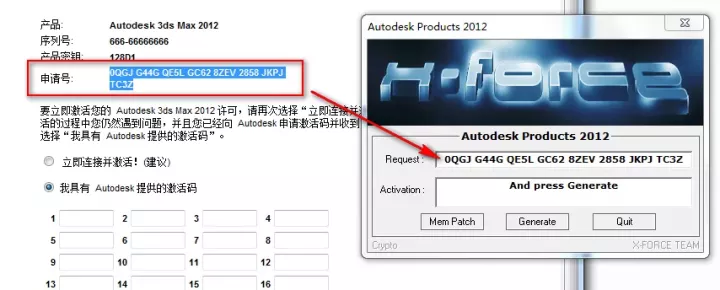 产品: Autodesk 3ds Max 2012
序列号: 666-66666666
产品密钥: 128D1
申请号: 0QGJ G44G QE5L GC62 8ZEV 2858 JKPJ
TC3Z
要立即激活您的 Autodesk 3ds Max 2012 许可，请再次选择“立即连接并
活的过程中您仍然遇到问题，并且您已经向 Autodesk 申请激活码并收到
选择“我具有 Autodesk 提供的激活码”。
立即连接并激活! (建议)
我具有 Autodesk 提供的激活码
1 2 3 4
5 6 7 8
9 10 11 12
13 14 15 16
Autodesk Products 2012
X-FORCE
Autodesk Products 2012
Request: 0QGJ G44G QE5L GC62 8ZEV 2858 JKPJ TC3Z
Activation: And press Generate
Mem Patch Generate Quit
Crypto X-FORCE TEAM